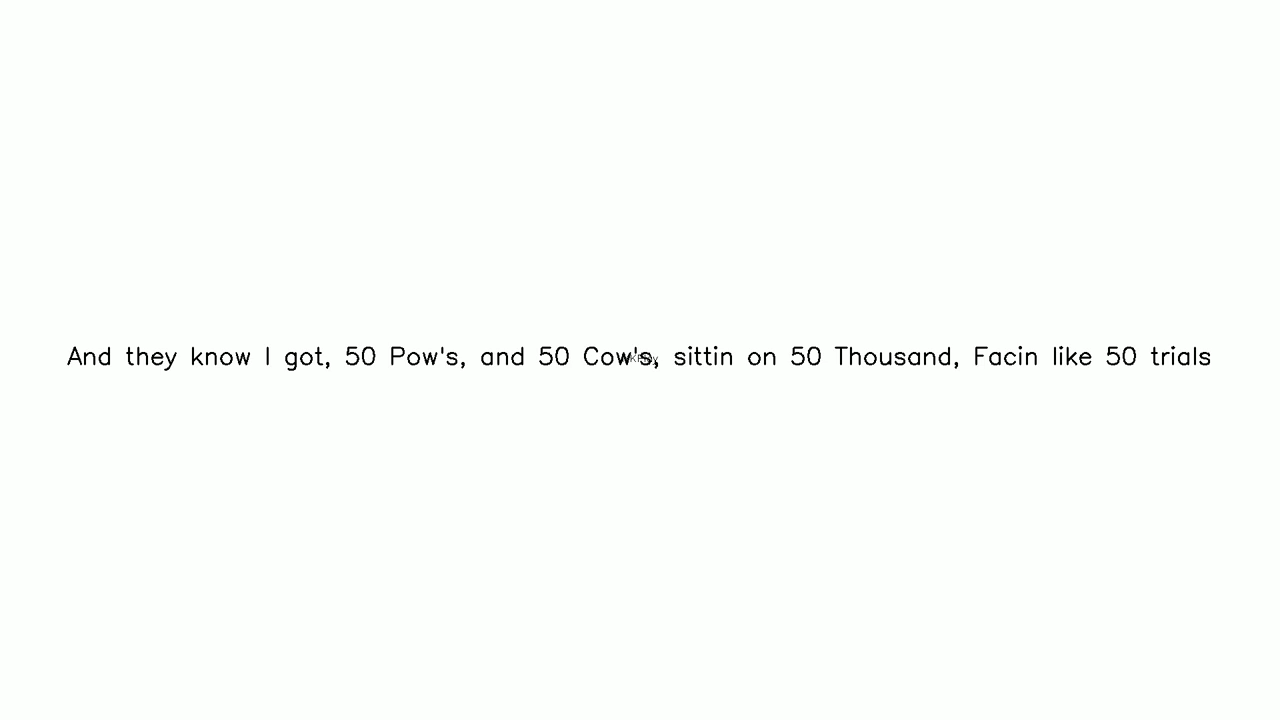 And they know I got, 50 Pow's, and 50 Cow's, sittin on 50 Thousand, Facin like 50 trials